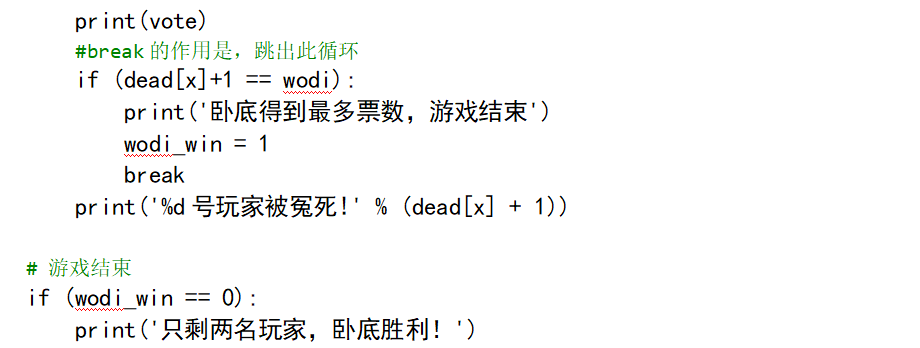 print(vote)
#break 的作用是，跳出此循环
if (dead[x]+1 == wodi):
print('卧底得到最多票数，游戏结束')
wodi_win = 1
break
print('%d 号玩家被冤死!' % (dead[x] + 1))
# 游戏结束
if (wodi_win == 0):
print('只剩两名玩家，卧底胜利！')